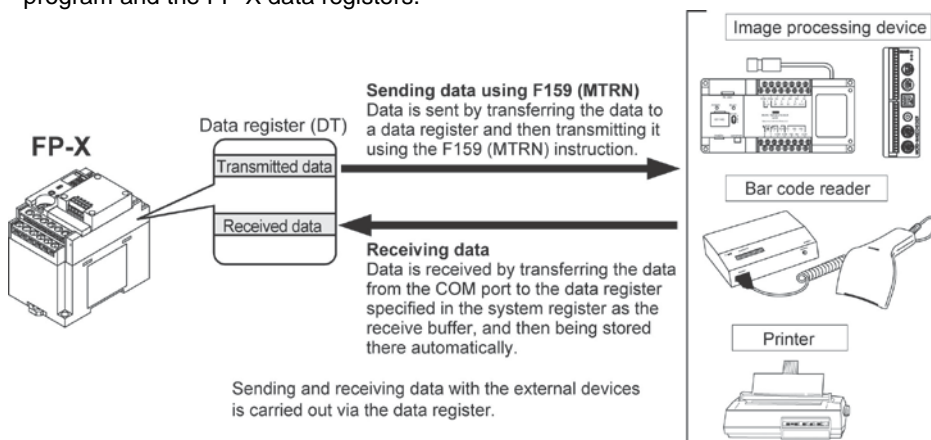 program and the FP-X data registers.
Image processing device
Sending data using F159 (MTRN)
Data is sent by transferring the data to
a data register and then transmitting it
using the F159 (MTRN) instruction.
Data register (DT)
FP-X
Transmitted data
Bar code reader
Received data
Receiving data
Data is received by transferring the data
from the COM port to the data register
specified in the system register as the
receive buffer, and then being stored
there automatically.
Printer
Sending and receiving data with the external devices
is carried out via the data register.